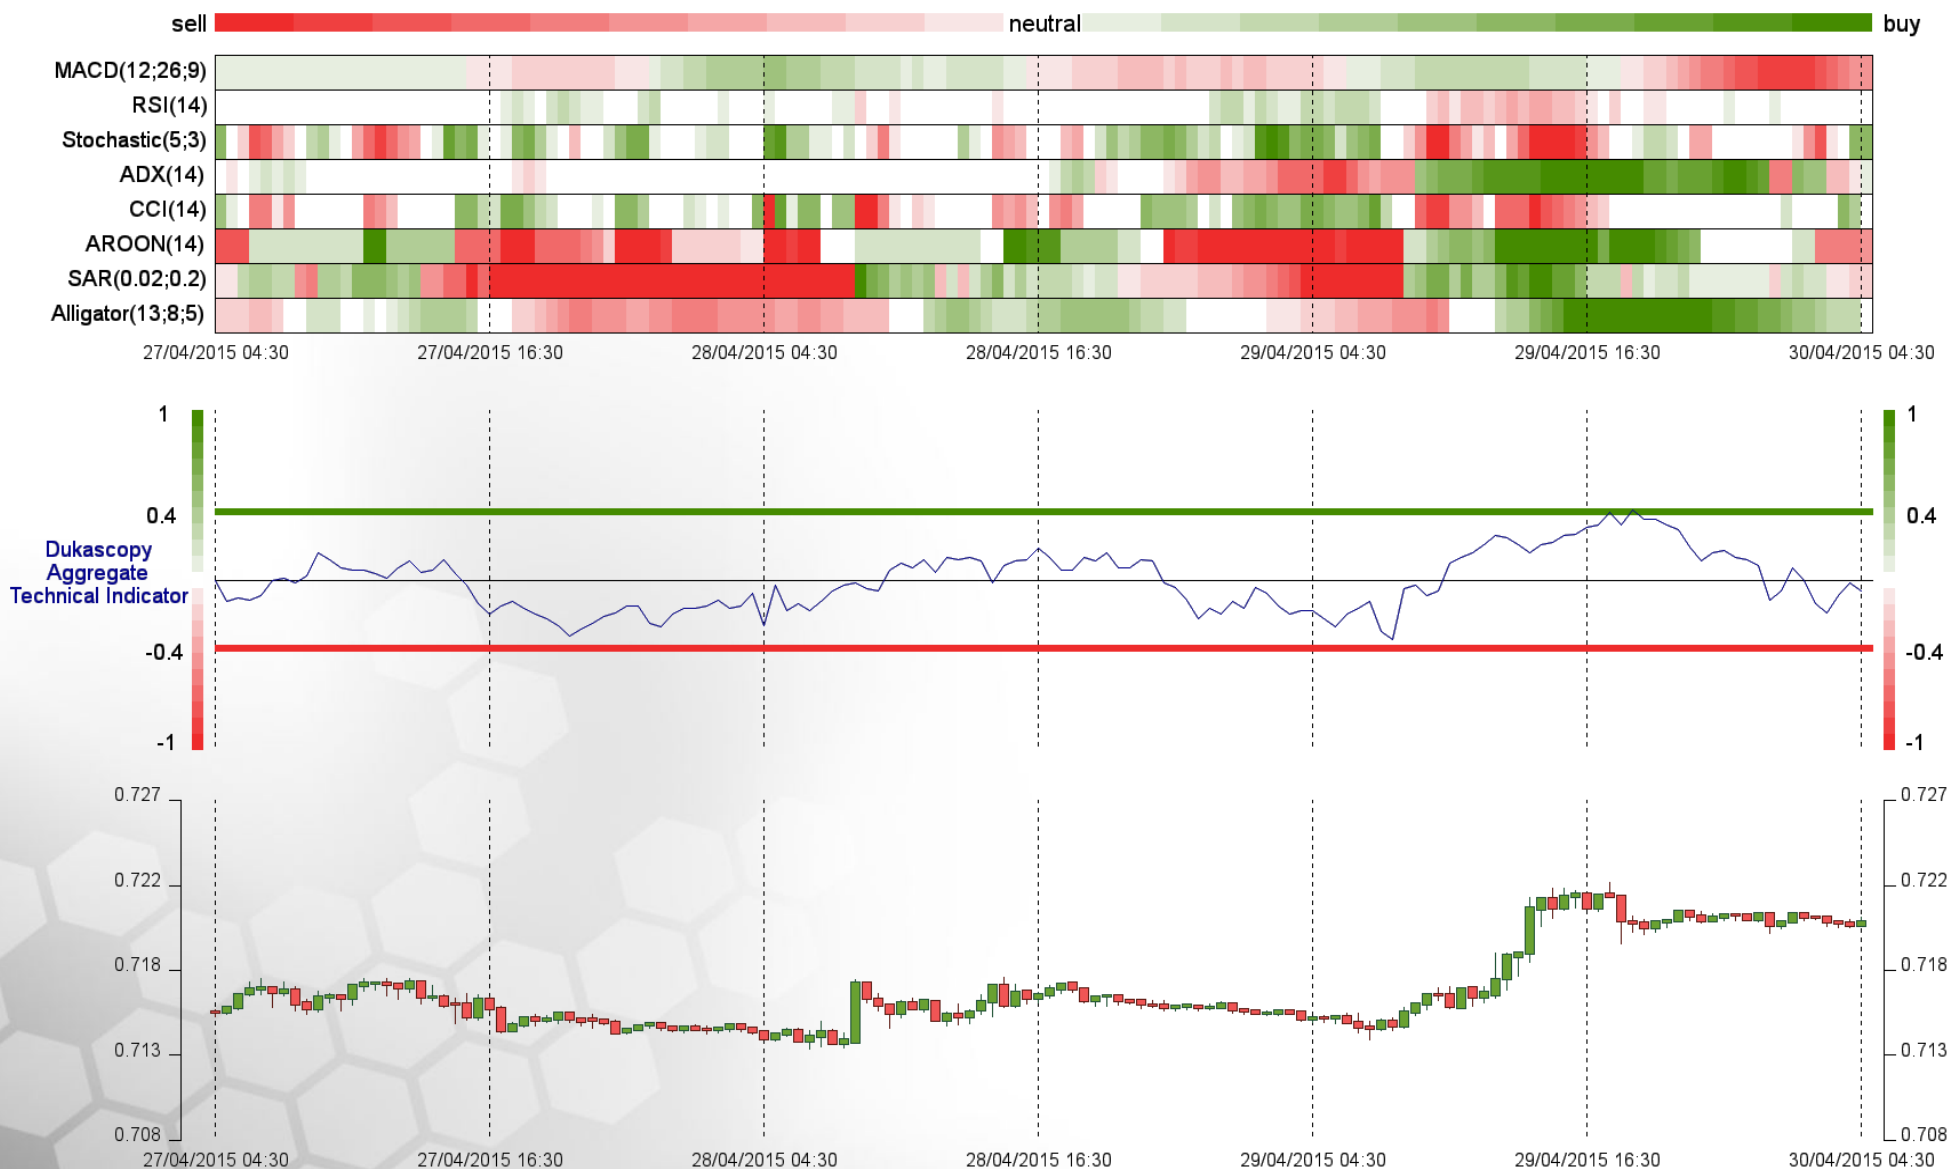 sell neutral buy
MACD(12;26;9)
RSI(14)
Stochastic(5;3)
ADX(14)
CCI(14)
AROON(14)
SAR(0.02;0.2)
Alligator(13;8;5)
27/04/2015 04:30 27/04/2015 16:30 28/04/2015 04:30 28/04/2015 16:30 29/04/2015 04:30 29/04/2015 16:30 30/04/2015 04:30
1 1
0.4 0.4
Dukascopy
Aggregate
Technical Indicator
-0.4 -0.4
-1 -1
0.727 0.727
0.722 0.722
0.718 0.718
0.713 0.713
0.708 0.708
27/04/2015 04:30 27/04/2015 16:30 28/04/2015 04:30 28/04/2015 16:30 29/04/2015 04:30 29/04/2015 16:30 30/04/2015 04:30